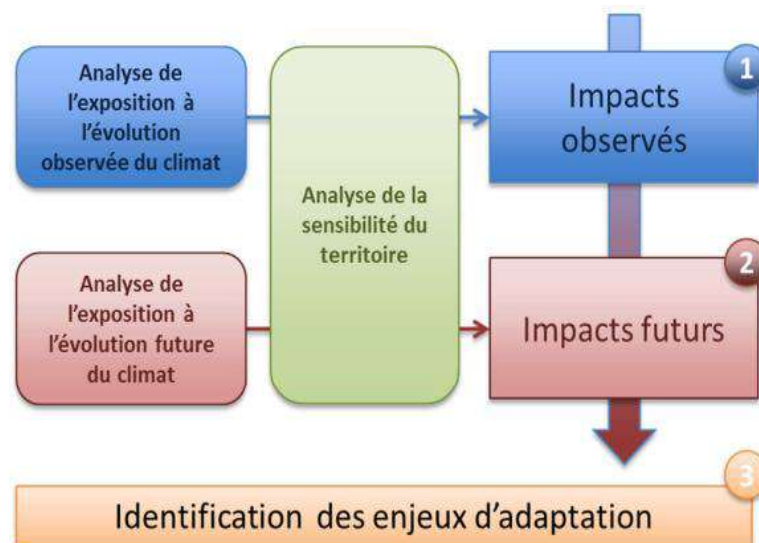 Analyse de
l'exposition à
l'évolution
observée du climat
Analyse de la
sensibilité du
territoire
1
Impacts
observés
Analyse de
l'exposition à
l'évolution future
du climat
2
Impacts futurs
3
Identification des enjeux d'adaptation